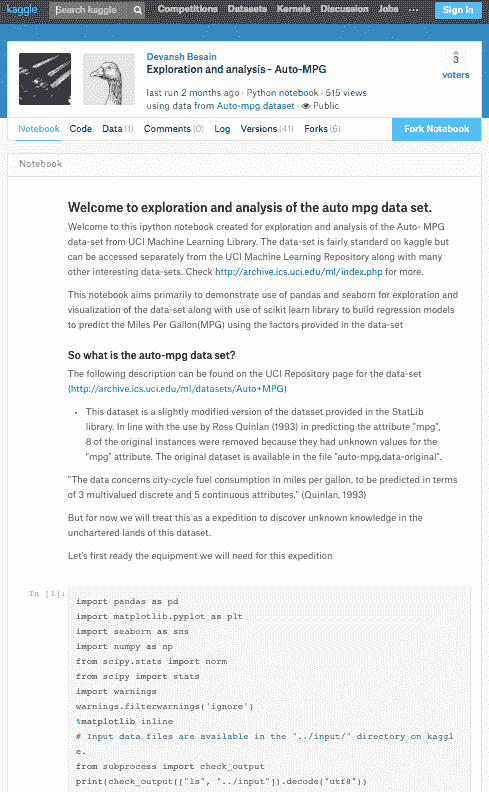 kaggle Search kaggle Competitions Datasets Kernels Discussion Jobs ... Sign In
Devansh Besain
Exploration and analysis - Auto-MPG
3
voters
last run 2 months ago · Python notebook · 515 views
using data from Auto-mpg dataset · Public
Notebook Code Data (1) Comments (0) Log Versions (41) Forks (6) Fork Notebook
Notebook
Welcome to exploration and analysis of the auto mpg data set.
Welcome to this ipython notebook created for exploration and analysis of the Auto- MPG
data-set from UCI Machine Learning Library. The data-set is fairly standard on kaggle but
can be accessed separately from the UCI Machine Learning Repository along with many
other interesting data-sets. Check http://archive.ics.uci.edu/ml/index.php for more.
This notebook aims primarily to demonstrate use of pandas and seaborn for exploration and
visualization of the data-set along with use of scikit learn library to build regression models
to predict the Miles Per Gallon(MPG) using the factors provided in the data-set
So what is the auto-mpg data set?
The following description can be found on the UCI Repository page for the data-set
(http://archive.ics.uci.edu/ml/datasets/Auto+MPG)
• This dataset is a slightly modified version of the dataset provided in the StatLib
library. In line with the use by Ross Quinlan (1993) in predicting the attribute "mpg",
8 of the original instances were removed because they had unknown values for the
"mpg" attribute. The original dataset is available in the file "auto-mpg.data-original".
"The data concerns city-cycle fuel consumption in miles per gallon, to be predicted in terms
of 3 multivalued discrete and 5 continuous attributes." (Quinlan, 1993)
But for now we will treat this as a expedition to discover unknown knowledge in the
unchartered lands of this dataset.
Let's first ready the equipment we will need for this expedition
In [1]:
import pandas as pd
import matplotlib.pyplot as plt
import seaborn as sns
import numpy as np
from scipy.stats import norm
from scipy import stats
import warnings
warnings.filterwarnings('ignore')
%matplotlib inline
# Input data files are available in the "../input/" directory on kaggl
e.
from subprocess import check_output
print(check_output(["ls", "../input"]).decode("utf8"))